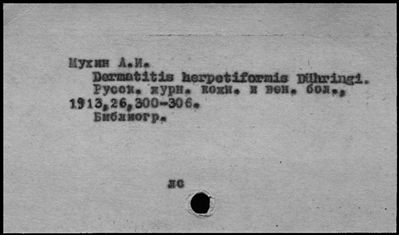 Мухин А.И.
Dermatitis herpetiformis Dühringi.
Русск. журн. кожн. и вен. бол.,
1913,26,300-306.
Библиогр.
лс